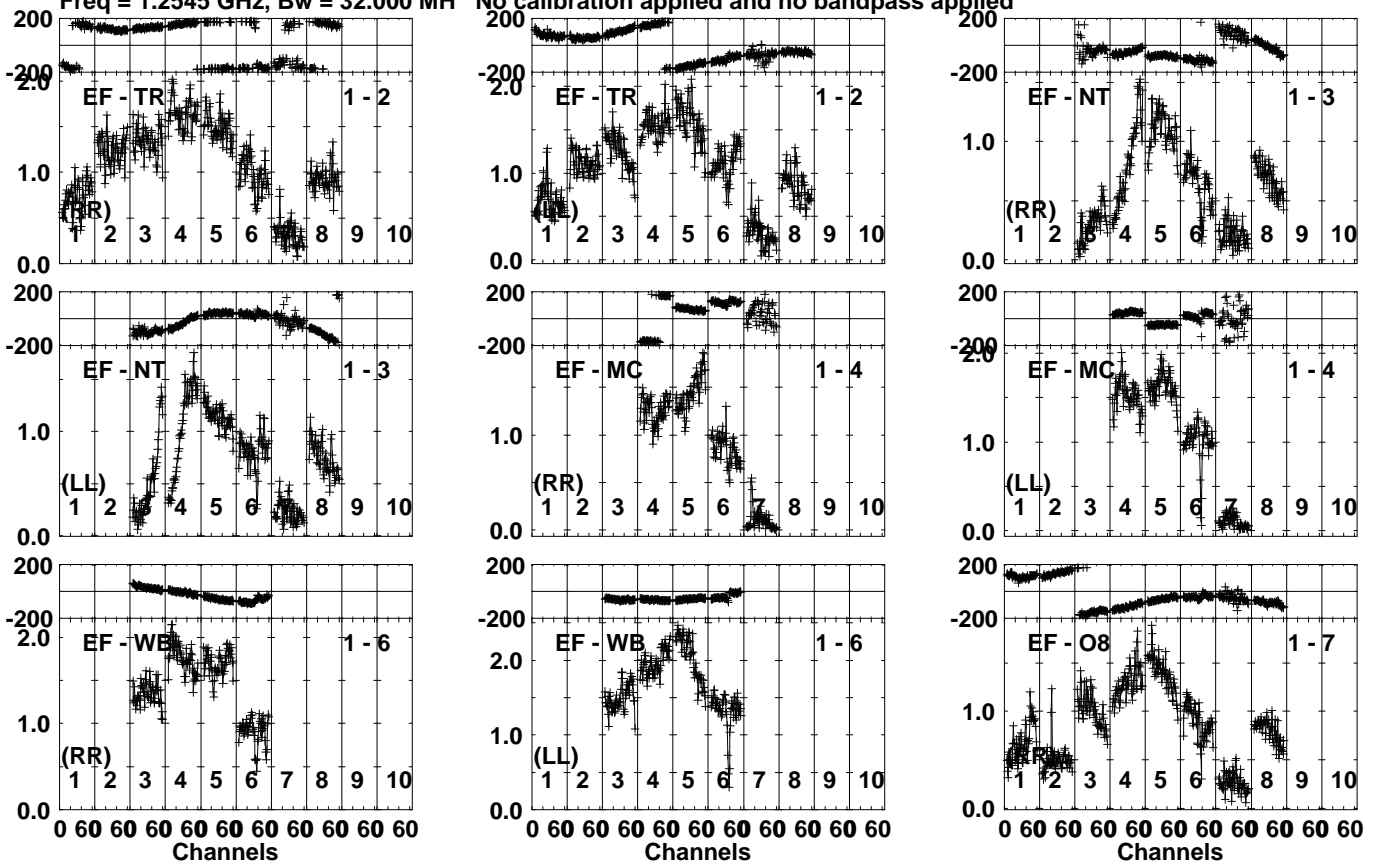 Freq = 1.2545 GHz, Bw = 32.000 MH No calibration applied and no bandpass applied
200 200 200
-200 -200 -200
2.0 EF - TR 1 - 2 2.0 EF - TR 1 - 2 EF - NT 1 - 3
1.0 1.0 1.0
(RR) (LL) (RR)
1 2 3 4 5 6 7 8 9 10 1 2 3 4 5 6 7 8 9 10 1 2 3 4 5 6 7 8 9 10
0.0 0.0 0.0
200 200 200
-200 -200 -200
EF - NT 1 - 3 EF - MC 1 - 4 2.0 EF - MC 1 - 4
1.0 1.0 1.0
(LL) (RR) (LL)
1 2 3 4 5 6 7 8 9 10 1 2 3 4 5 6 7 8 9 10 1 2 3 4 5 6 7 8 9 10
0.0 0.0 0.0
200 200 200
-200 -200 -200
2.0 EF - WB 1 - 6 2.0 EF - WB 1 - 6 EF - O8 1 - 7
1.0 1.0 1.0
(RR) (LL) (RR)
1 2 3 4 5 6 7 8 9 10 1 2 3 4 5 6 7 8 9 10 1 2 3 4 5 6 7 8 9 10
0.0 0.0 0.0
0 60 60 0 60 60 0 60 60 0 60 60 60 0 60 60 0 60 60 0 60 60 0 60 60 60 0 60 60 0 60 60 0 60 60 0 60 60 60
Channels Channels Channels